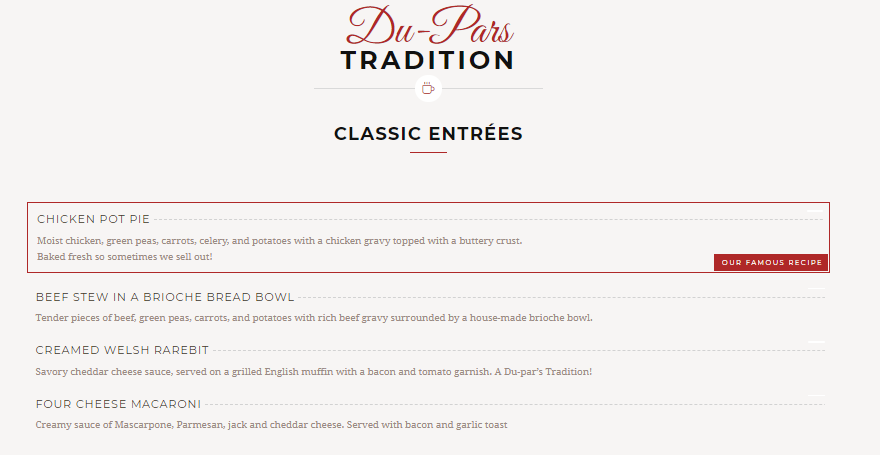 Du-Pars
TRADITION
CLASSIC ENTRÉES
CHICKEN POT PIE
Moist chicken, green peas, carrots, celery, and potatoes with a chicken gravy topped with a buttery crust.
Baked fresh so sometimes we sell out!
OUR FAMOUS RECIPE
BEEF STEW IN A BRIOCHE BREAD BOWL
Tender pieces of beef, green peas, carrots, and potatoes with rich beef gravy surrounded by a house-made brioche bowl.
CREAMED WELSH RAREBIT
Savory cheddar cheese sauce, served on a grilled English muffin with a bacon and tomato garnish. A Du-par's Tradition!
FOUR CHEESE MACARONI
Creamy sauce of Mascarpone, Parmesan, jack and cheddar cheese. Served with bacon and garlic toast